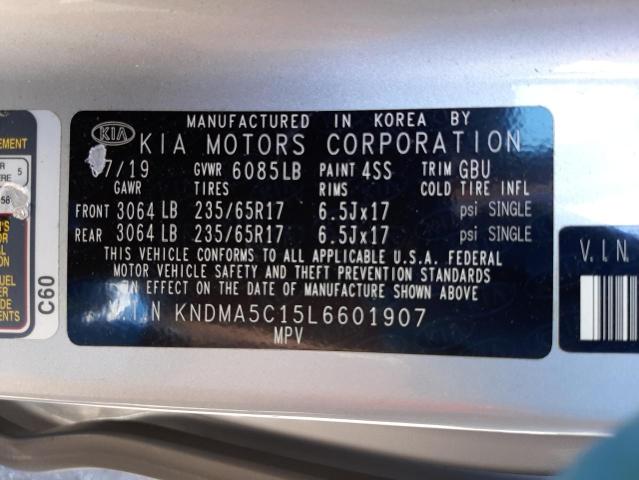 MANUFACTURED IN KOREA BY
KIA KIA MOTORS CORPORATION
7/19 GVWR 6085LB PAINT 4SS TRIM GBU
GAWR TIRES RIMS COLD TIRE INFL
FRONT 3064 LB 235/65R17 6.5Jx17 psi SINGLE
REAR 3064 LB 235/65R17 6.5Jx17 psi SINGLE
THIS VEHICLE CONFORMS TO ALL APPLICABLE U.S.A. FEDERAL
MOTOR VEHICLE SAFETY AND THEFT PREVENTION STANDARDS
IN EFFECT ON THE DATE OF MANUFACTURE SHOWN ABOVE
V.I.N KNDMA5C15L6601907
MPV
C60
V.I.N.
5